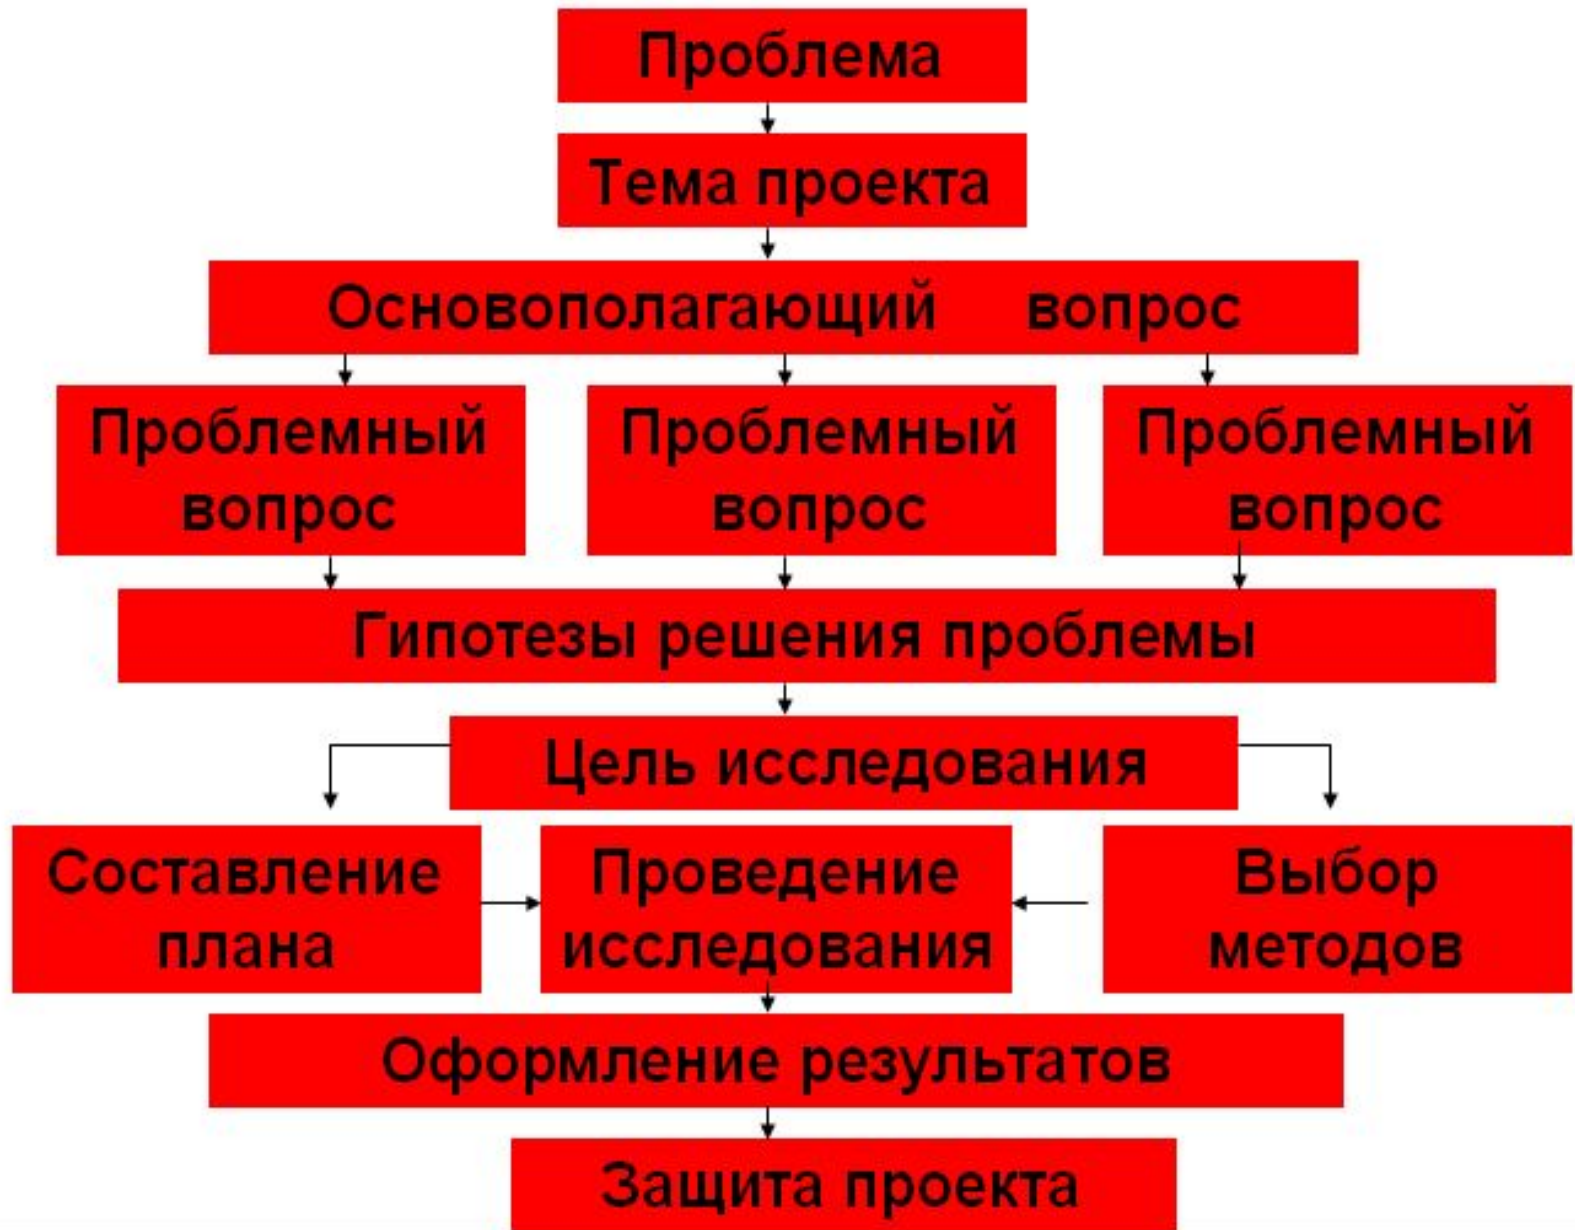 Проблема
Тема проекта
Основополагающий вопрос
Проблемный
вопрос
Проблемный
вопрос
Проблемный
вопрос
Гипотезы решения проблемы
Цель исследования
Составление
плана
Проведение
исследования
Выбор
методов
Оформление результатов
Защита проекта